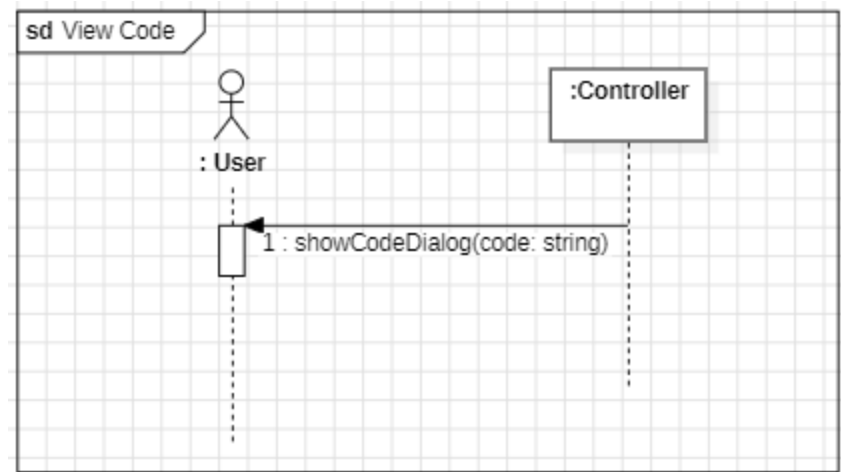 sd View Code
:Controller
: User
1 : showCodeDialog(code: string)